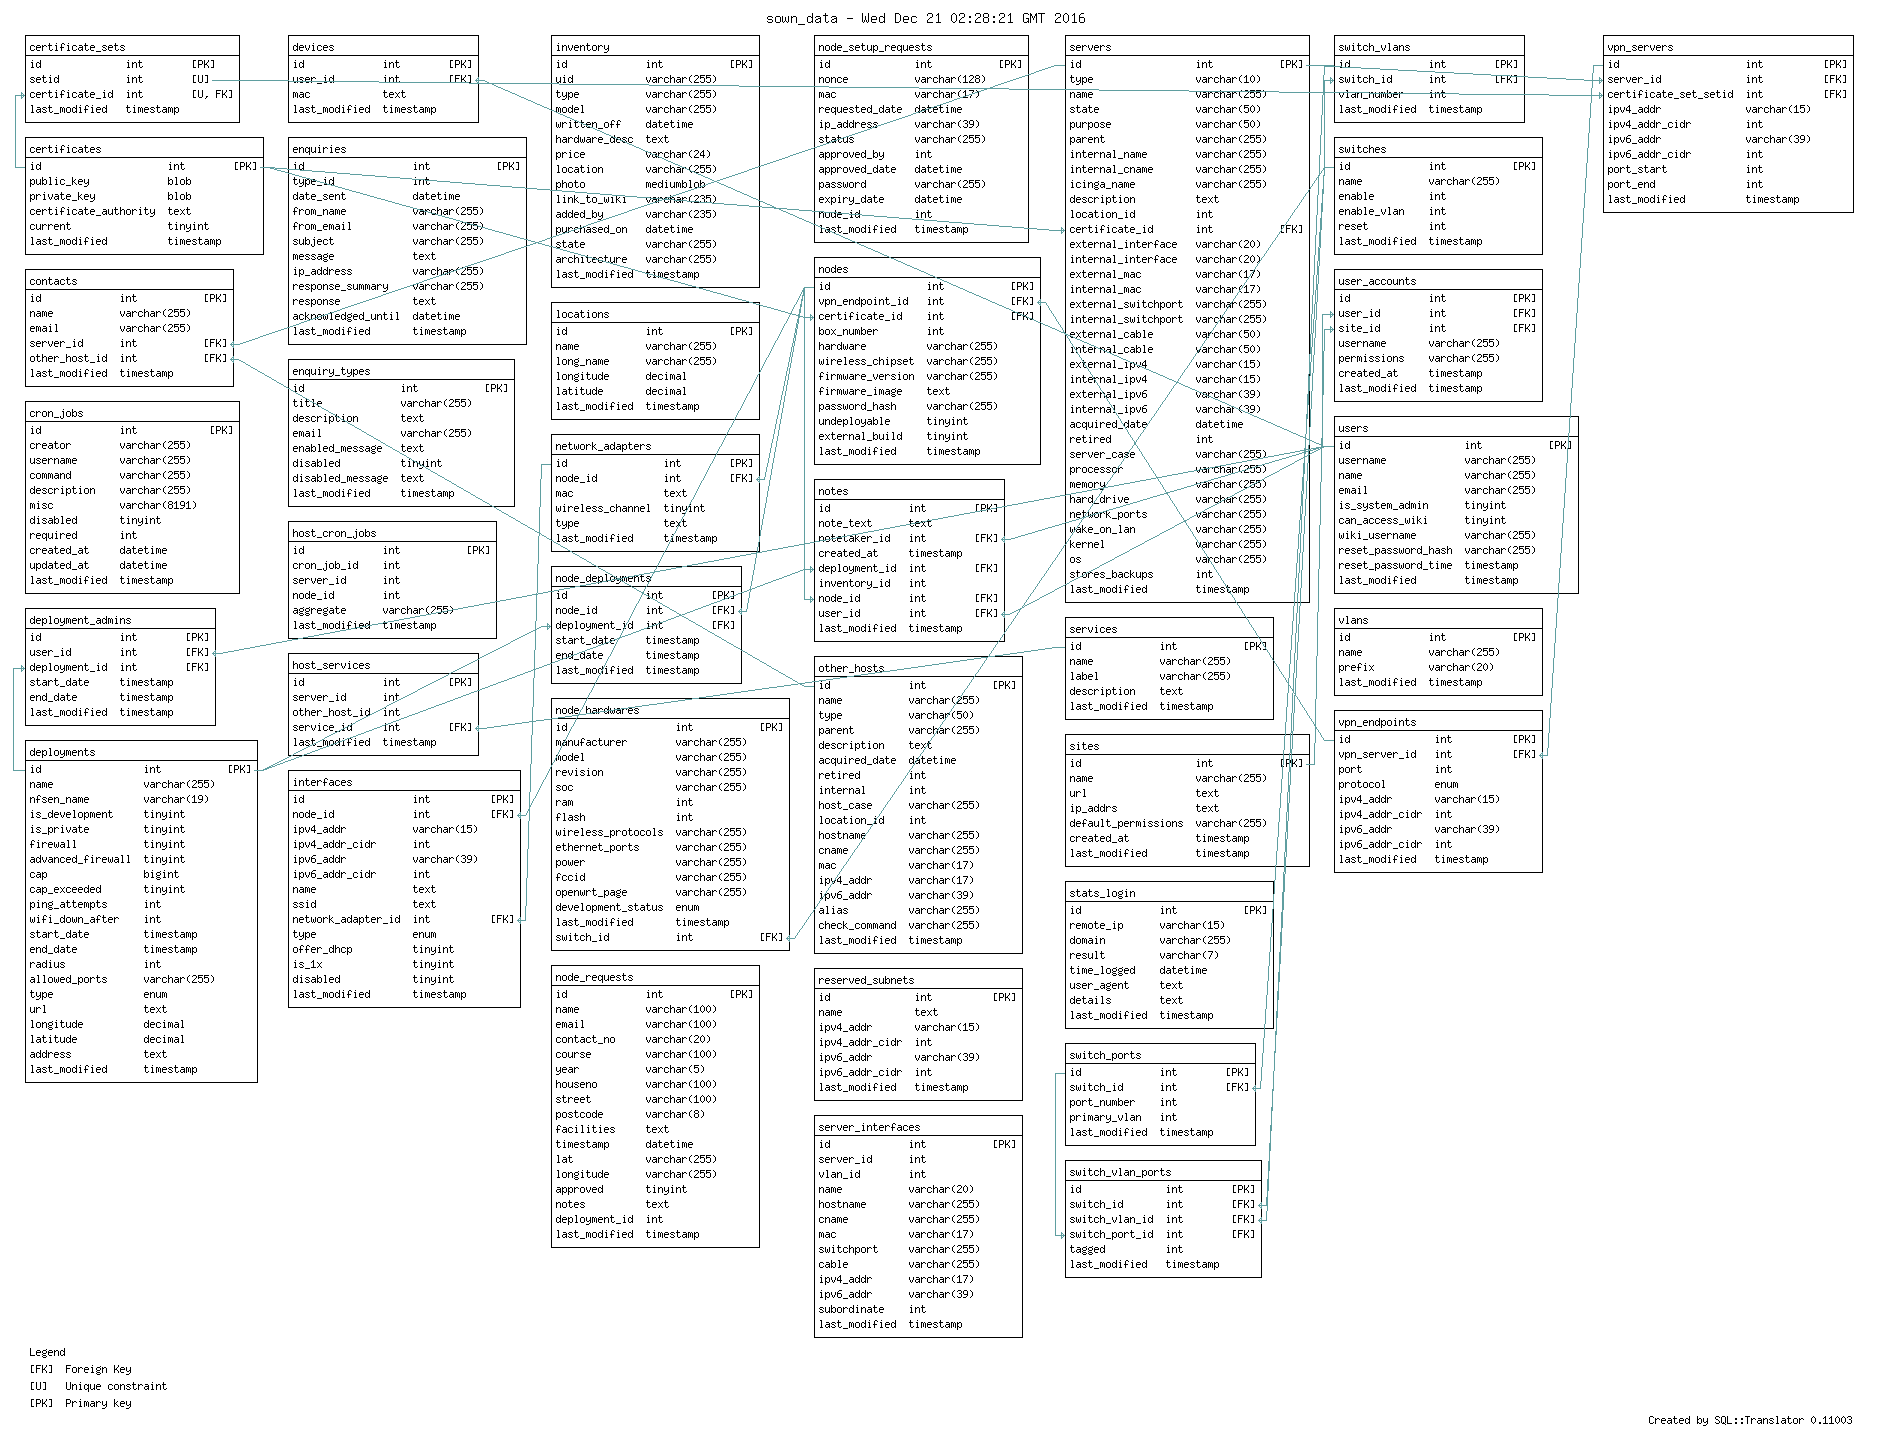 sown_data - Wed Dec 21 02:28:21 GMT 2016
certificate_sets
id int [PK]
setid int [U]
certificate_id int [U, FK]
last_modified timestamp
certificates
id int [PK]
public_key blob
private_key blob
certificate_authority text
current tinyint
last_modified timestamp
contacts
id int [PK]
name varchar(255)
email varchar(255)
server_id int [FK]
other_host_id int [FK]
last_modified timestamp
cron_jobs
id int [PK]
creator varchar(255)
username varchar(255)
command varchar(255)
description varchar(255)
misc varchar(8191)
disabled tinyint
required int
created_at datetime
updated_at datetime
last_modified timestamp
deployment_admins
id int [PK]
user_id int [FK]
deployment_id int [FK]
start_date timestamp
end_date timestamp
last_modified timestamp
deployments
id int [PK]
name varchar(255)
nfsen_name varchar(19)
is_development tinyint
is_private tinyint
firewall tinyint
advanced_firewall tinyint
cap bigint
cap_exceeded tinyint
ping_attempts int
wifi_down_after int
start_date timestamp
end_date timestamp
radius int
allowed_ports varchar(255)
type enum
url text
longitude decimal
latitude decimal
address text
last_modified timestamp
devices
id int [PK]
user_id int [FK]
mac text
last_modified timestamp
enquiries
id int [PK]
type_id int
date_sent datetime
from_name varchar(255)
from_email varchar(255)
subject varchar(255)
message text
ip_address varchar(255)
response_summary varchar(255)
response text
acknowledged_until datetime
last_modified timestamp
enquiry_types
id int [PK]
title varchar(255)
description text
email varchar(255)
enabled_message text
disabled tinyint
disabled_message text
last_modified timestamp
host_cron_jobs
id int [PK]
cron_job_id int
server_id int
node_id int
aggregate varchar(255)
last_modified timestamp
host_services
id int [PK]
server_id int
other_host_id int
service_id int [FK]
last_modified timestamp
interfaces
id int [PK]
node_id int [FK]
ipv4_addr varchar(15)
ipv4_addr_cidr int
ipv6_addr varchar(39)
ipv6_addr_cidr int
name text
ssid text
network_adapter_id int [FK]
type enum
offer_dhcp tinyint
is_1x tinyint
disabled tinyint
last_modified timestamp
inventory
id int [PK]
uid varchar(255)
type varchar(255)
model varchar(255)
written_off datetime
hardware_desc text
price varchar(24)
location varchar(255)
photo mediumblob
link_to_wiki varchar(235)
added_by varchar(235)
purchased_on datetime
state varchar(255)
architecture varchar(255)
last_modified timestamp
locations
id int [PK]
name varchar(255)
long_name varchar(255)
longitude decimal
latitude decimal
last_modified timestamp
network_adapters
id int [PK]
node_id int [FK]
mac text
wireless_channel tinyint
type text
last_modified timestamp
node_deployments
id int [PK]
node_id int [FK]
deployment_id int [FK]
start_date timestamp
end_date timestamp
last_modified timestamp
node_hardwares
id int [PK]
manufacturer varchar(255)
model varchar(255)
revision varchar(255)
soc varchar(255)
ram int
flash int
wireless_protocols varchar(255)
ethernet_ports varchar(255)
power varchar(255)
fccid varchar(255)
openwrt_page varchar(255)
development_status enum
last_modified timestamp
switch_id int [FK]
node_requests
id int [PK]
name varchar(100)
email varchar(100)
contact_no varchar(20)
course varchar(100)
year varchar(5)
houseno varchar(100)
street varchar(100)
postcode varchar(8)
facilities text
timestamp datetime
lat varchar(255)
longitude varchar(255)
approved tinyint
notes text
deployment_id int
last_modified timestamp
node_setup_requests
id int [PK]
nonce varchar(128)
mac varchar(17)
requested_date datetime
ip_address varchar(39)
status varchar(255)
approved_by int
approved_date datetime
password varchar(255)
expiry_date datetime
node_id int
last_modified timestamp
nodes
id int [PK]
vpn_endpoint_id int [FK]
certificate_id int [FK]
box_number int
hardware varchar(255)
wireless_chipset varchar(255)
firmware_version varchar(255)
firmware_image text
password_hash varchar(255)
undeployable tinyint
external_build tinyint
last_modified timestamp
notes
id int [PK]
note_text text
notetaker_id int [FK]
created_at timestamp
deployment_id int [FK]
inventory_id int
node_id int [FK]
user_id int [FK]
last_modified timestamp
other_hosts
id int [PK]
name varchar(255)
type varchar(50)
parent varchar(255)
description text
acquired_date datetime
retired int
internal int
host_case varchar(255)
location_id int
hostname varchar(255)
cname varchar(255)
mac varchar(17)
ipv4_addr varchar(17)
ipv6_addr varchar(39)
alias varchar(255)
check_command varchar(255)
last_modified timestamp
reserved_subnets
id int [PK]
name text
ipv4_addr varchar(15)
ipv4_addr_cidr int
ipv6_addr varchar(39)
ipv6_addr_cidr int
last_modified timestamp
server_interfaces
id int [PK]
server_id int
vlan_id int
name varchar(20)
hostname varchar(255)
cname varchar(255)
mac varchar(17)
switchport varchar(255)
cable varchar(255)
ipv4_addr varchar(17)
ipv6_addr varchar(39)
subordinate int
last_modified timestamp
servers
id int [PK]
type varchar(10)
name varchar(255)
state varchar(50)
purpose varchar(50)
parent varchar(255)
internal_name varchar(255)
internal_cname varchar(255)
icinga_name varchar(255)
description text
location_id int
certificate_id int [FK]
external_interface varchar(20)
internal_interface varchar(20)
external_mac varchar(17)
internal_mac varchar(17)
external_switchport varchar(255)
internal_switchport varchar(255)
external_cable varchar(50)
internal_cable varchar(50)
external_ipv4 varchar(15)
internal_ipv4 varchar(15)
external_ipv6 varchar(39)
internal_ipv6 varchar(39)
acquired_date datetime
retired int
server_case varchar(255)
processor varchar(255)
memory varchar(255)
hard_drive varchar(255)
network_ports varchar(255)
wake_on_lan varchar(255)
kernel varchar(255)
os varchar(255)
stores_backups int
last_modified timestamp
services
id int [PK]
name varchar(255)
label varchar(255)
description text
last_modified timestamp
sites
id int [PK]
name varchar(255)
url text
ip_addrs text
default_permissions varchar(255)
created_at timestamp
last_modified timestamp
stats_login
id int [PK]
remote_ip varchar(15)
domain varchar(255)
result varchar(7)
time_logged datetime
user_agent text
details text
last_modified timestamp
switch_ports
id int [PK]
switch_id int [FK]
port_number int
primary_vlan int
last_modified timestamp
switch_vlan_ports
id int [PK]
switch_id int [FK]
switch_vlan_id int [FK]
switch_port_id int [FK]
tagged int
last_modified timestamp
switch_vlans
id int [PK]
switch_id int [FK]
vlan_number int
last_modified timestamp
switches
id int [PK]
name varchar(255)
enable int
enable_vlan int
reset int
last_modified timestamp
user_accounts
id int [PK]
user_id int [FK]
site_id int [FK]
username varchar(255)
permissions varchar(255)
created_at timestamp
last_modified timestamp
users
id int [PK]
username varchar(255)
name varchar(255)
email varchar(255)
is_system_admin tinyint
can_access_wiki tinyint
wiki_username varchar(255)
reset_password_hash varchar(255)
reset_password_time timestamp
last_modified timestamp
vlans
id int [PK]
name varchar(255)
prefix varchar(20)
last_modified timestamp
vpn_endpoints
id int [PK]
vpn_server_id int [FK]
port int
protocol enum
ipv4_addr varchar(15)
ipv4_addr_cidr int
ipv6_addr varchar(39)
ipv6_addr_cidr int
last_modified timestamp
vpn_servers
id int [PK]
server_id int [FK]
certificate_set_setid int [FK]
ipv4_addr varchar(15)
ipv4_addr_cidr int
ipv6_addr varchar(39)
ipv6_addr_cidr int
port_start int
port_end int
last_modified timestamp
Legend
[FK] Foreign Key
[U] Unique constraint
[PK] Primary key
Created by SQL::Translator 0.11003